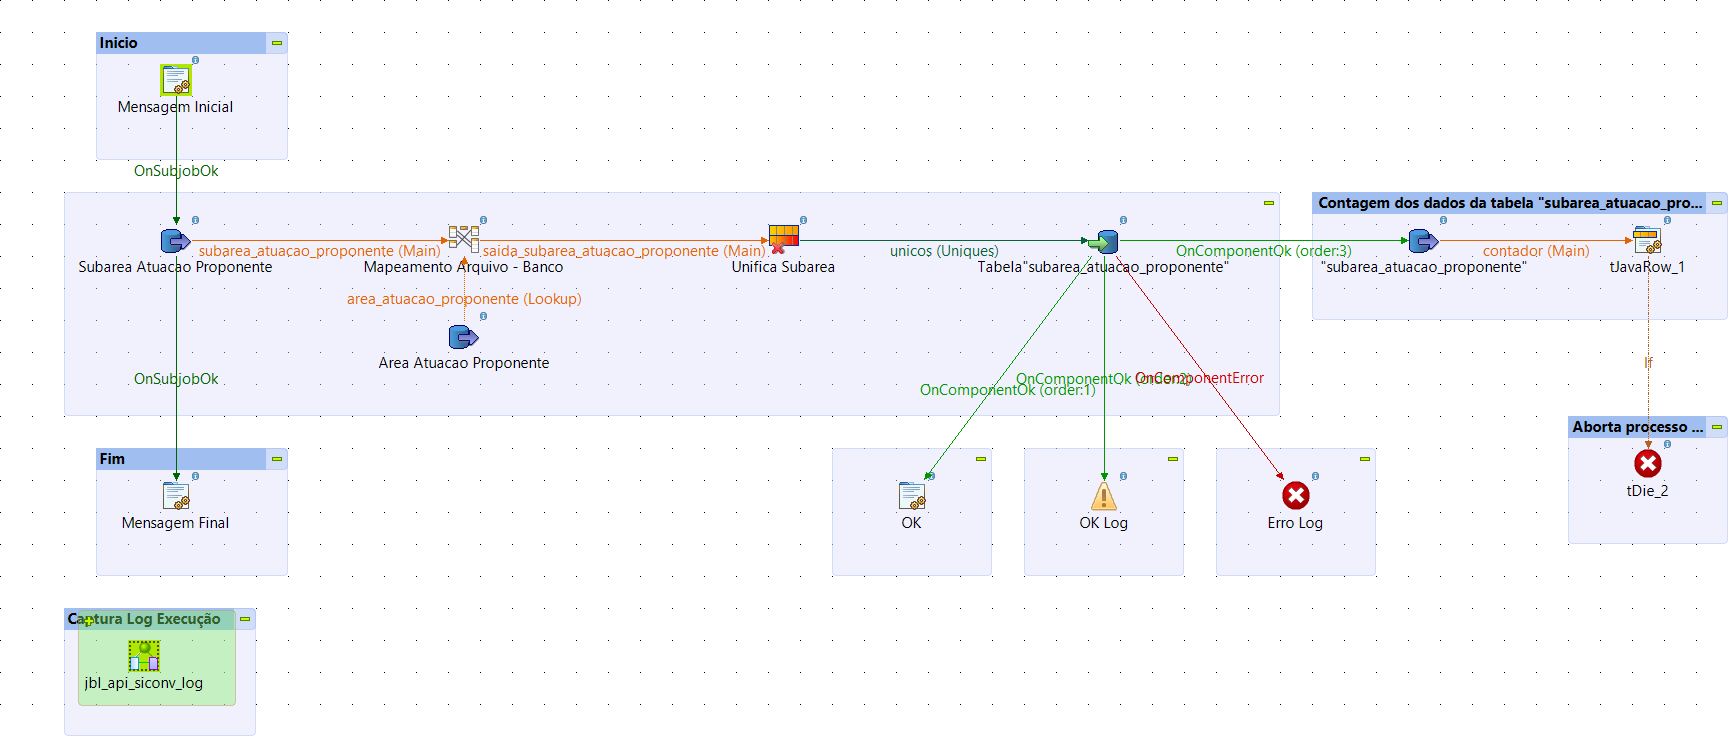 Inicio
Mensagem Inicial
OnSubjobOk
Contagem dos dados da tabela "subarea_atuacao_pro...
subarea_atuacao_proponente (Main)
saida_subarea_atuacao_proponente (Main)
unicos (Uniques)
OnComponentOk (order:3)
contador (Main)
Subarea Atuacao Proponente
Mapeamento Arquivo - Banco
Unifica Subarea
Tabela"subarea_atuacao_proponente"
"subarea_atuacao_proponente"
tJavaRow_1
area_atuacao_proponente (Lookup)
Area Atuacao Proponente
If
OnSubjobOk
OnComponentOk (order:2)
OnComponentError
OnComponentOk (order:1)
Aborta processo ...
tDie_2
Fim
Mensagem Final
OK
OK Log
Erro Log
Captura Log Execução
jbl_api_siconv_log